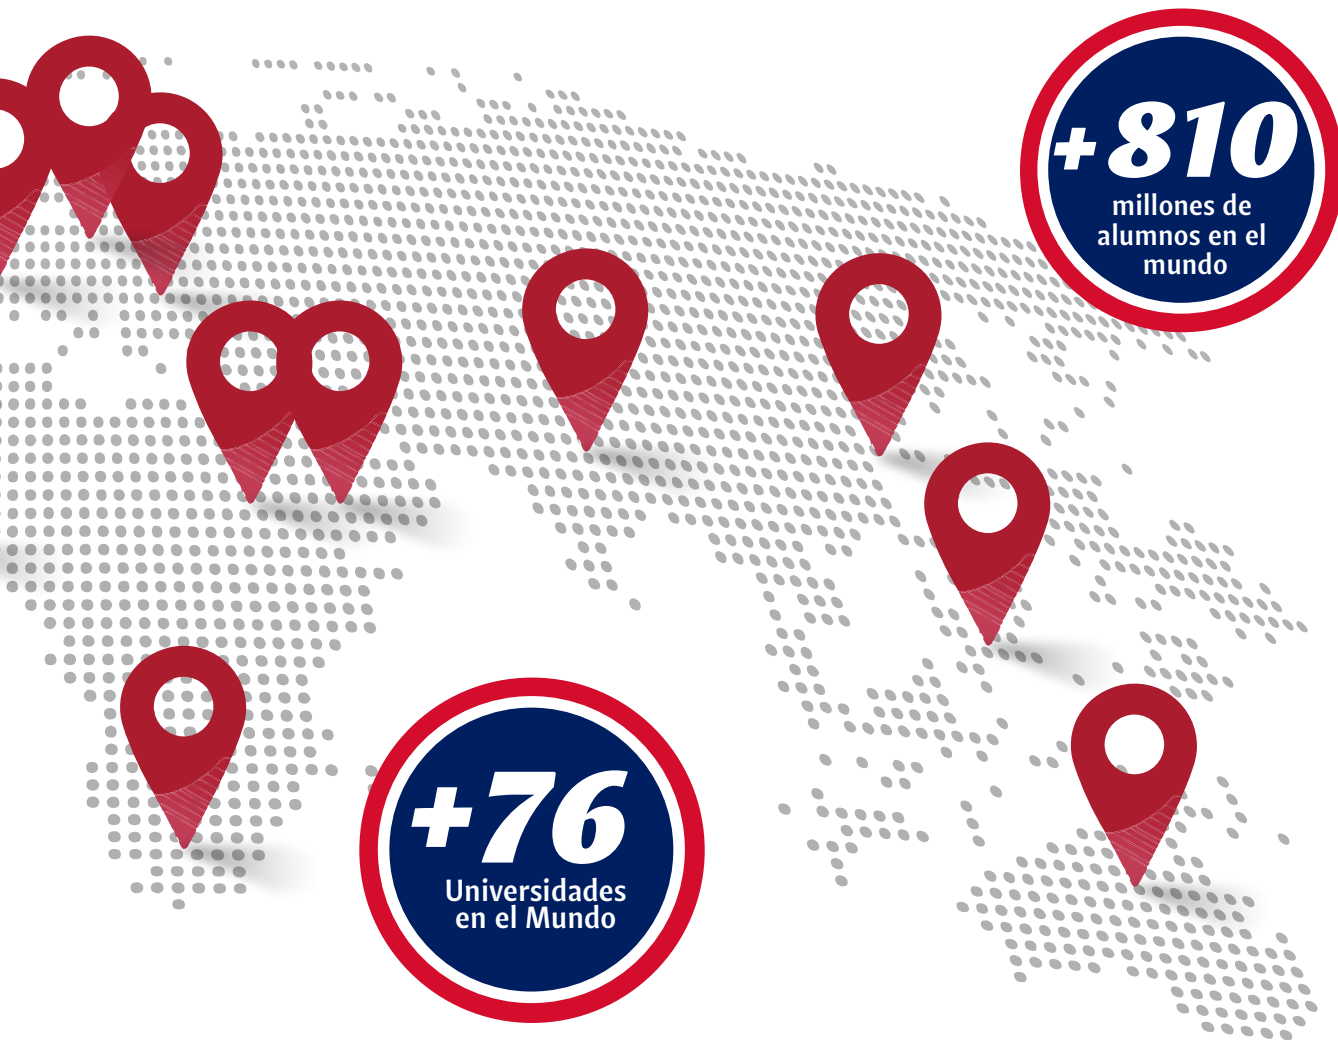 +810
millones de
alumnos en el
mundo
+76
Universidades
en el Mundo